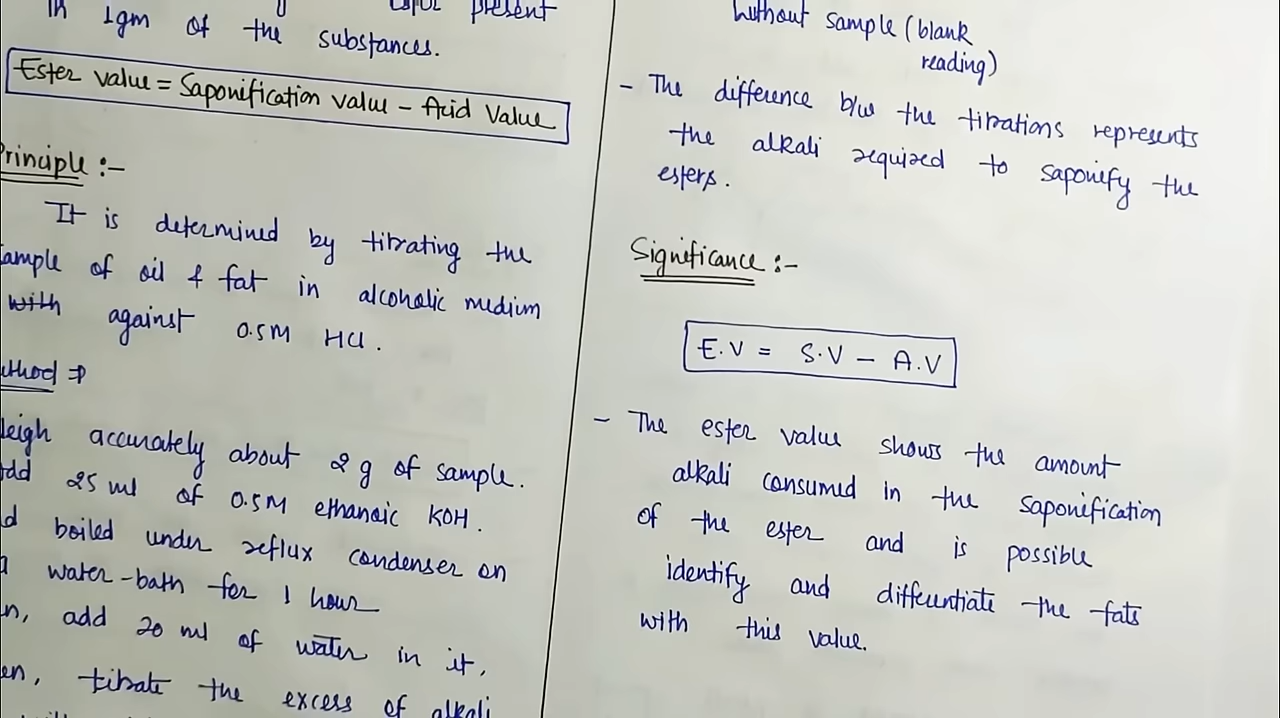 in 1gm of the substances.
Ester value = Saponification value – Acid Value
Principle :-
It is determined by titrating the
ample of oil & fat in alcoholic medium
with against 0.5M HCl.
thod ⇒
eigh accurately about 2 g of sample.
dd 25 ml of 0.5M ethanoic KOH.
d boiled under reflux condenser on
water-bath for 1 hour
n, add 20 ml of water in it,
en, titrate the excess of alkali
without sample (blank
reading)
- The difference b/w the titrations represents
the alkali required to saponify the
esters.
Significance :-
E.V = S.V – A.V
- The ester value shows the amount
alkali consumed in the saponification
of the ester and is possible
identify and differentiate the fats
with this value.